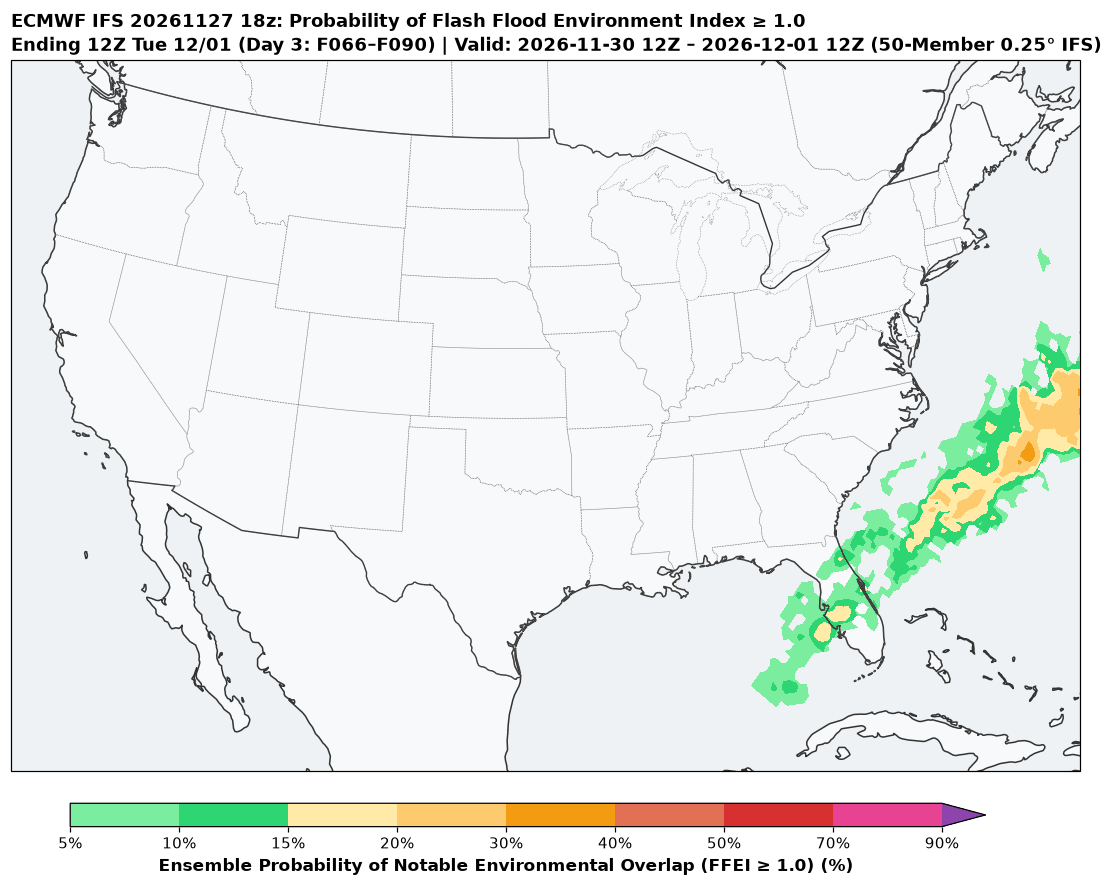 ECMWF IFS 20261127 18z: Probability of Flash Flood Environment Index ≥ 1.0
Ending 12Z Tue 12/01 (Day 3: F066–F090) | Valid: 2026-11-30 12Z – 2026-12-01 12Z (50-Member 0.25° IFS)
5% 10% 15% 20% 30% 40% 50% 70% 90%
Ensemble Probability of Notable Environmental Overlap (FFEI ≥ 1.0) (%)